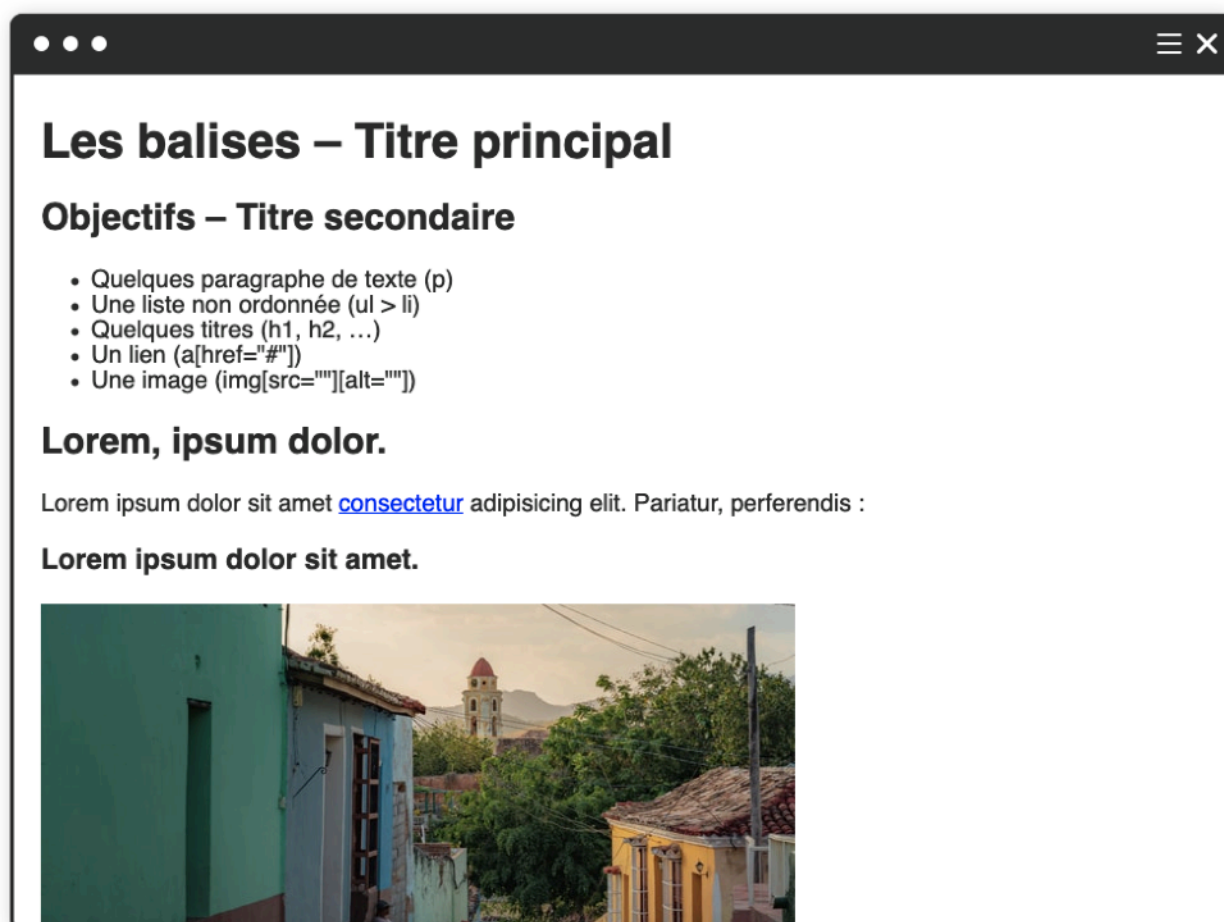 Les balises – Titre principal
Objectifs – Titre secondaire
• Quelques paragraphe de texte (p)
• Une liste non ordonnée (ul > li)
• Quelques titres (h1, h2, …)
• Un lien (a[href="#"])
• Une image (img[src=""][alt=""])
Lorem, ipsum dolor.
Lorem ipsum dolor sit amet consectetur adipisicing elit. Pariatur, perferendis :
Lorem ipsum dolor sit amet.